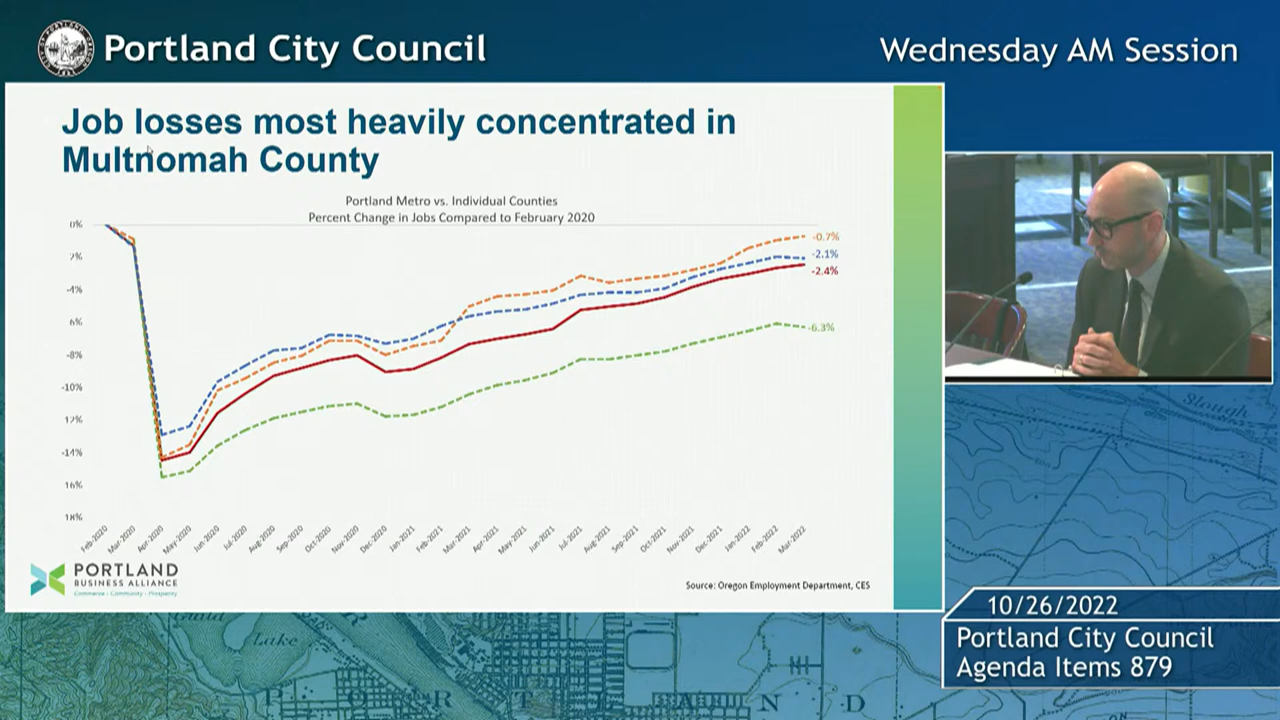 Portland City Council
Wednesday AM Session
Job losses most heavily concentrated in
Multnomah County
Portland Metro vs. Individual Counties
Percent Change in Jobs Compared to February 2020
0%
2%
-4%
6%
-8%
-10%
12%
-14%
16%
18%
-0.7%
-2.1%
-2.4%
-6.3%
Feb-2020
Mar-2020
Apr-2020
May-2020
Jun-2020
Jul-2020
Aug-2020
Sep-2020
Oct-2020
Nov-2020
Dec-2020
Jan-2021
Feb-2021
Mar-2021
Apr-2021
May-2021
Jun-2021
Jul-2021
Aug-2021
Sep-2021
Oct-2021
Nov-2021
Dec-2021
Jan-2022
Feb-2022
Mar-2022
PORTLAND
BUSINESS ALLIANCE
Commerce · Community · Prosperity
Source: Oregon Employment Department, CES
Slough
10/26/2022
Portland City Council
Agenda Items 879
Guild
Lake
P O R T L A N D